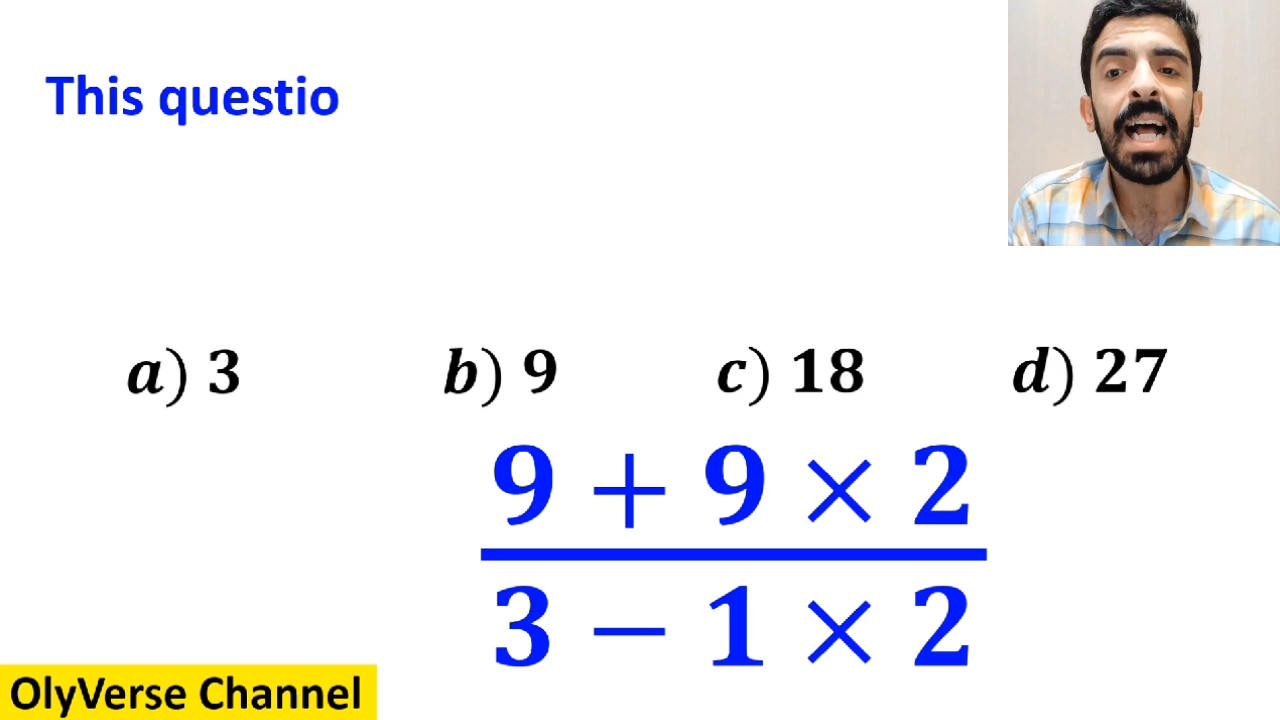 This questio
a) 3 b) 9 c) 18 d) 27
9 + 9 × 2
3 − 1 × 2
OlyVerse Channel